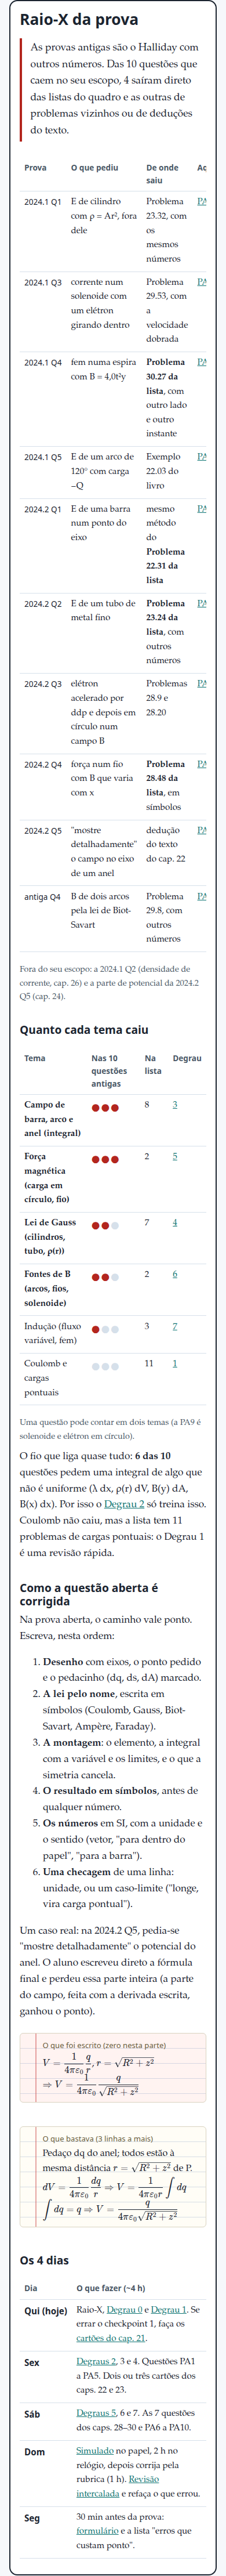 Raio-X da prova
As provas antigas são o Halliday com
outros números. Das 10 questões que
caem no seu escopo, 4 saíram direto
das listas do quadro e as outras de
problemas vizinhos ou de deduções
do texto.
Prova O que pediu De onde
saiu
2024.1 Q1 E de cilindro
com ρ = Ar², fora
dele Problema
23.32, com
os
mesmos
números
2024.1 Q3 corrente num
solenoide com
um elétron
girando dentro Problema
29.53, com
a
velocidade
dobrada
2024.1 Q4 fem numa espira
com B = 4,0t²y Problema
30.27 da
lista, com
outro lado
e outro
instante
2024.1 Q5 E de um arco de
120° com carga
−Q Exemplo
22.03 do
livro
2024.2 Q1 E de uma barra
num ponto do
eixo mesmo
método
do
Problema
22.31 da
lista
2024.2 Q2 E de um tubo de
metal fino Problema
23.24 da
lista, com
outros
números
2024.2 Q3 elétron
acelerado por
ddp e depois em
círculo num
campo B Problemas
28.9 e
28.20
2024.2 Q4 força num fio
com B que varia
com x Problema
28.48 da
lista, em
símbolos
2024.2 Q5 "mostre
detalhadamente"
o campo no eixo
de um anel dedução
do texto
do cap. 22
antiga Q4 B de dois arcos
pela lei de Biot-
Savart Problema
29.8, com
outros
números
Fora do seu escopo: a 2024.1 Q2 (densidade de
corrente, cap. 26) e a parte de potencial da 2024.2
Q5 (cap. 24).
Quanto cada tema caiu
Tema Nas 10
questões
antigas Na
lista Degrau
Campo de
barra, arco e
anel (integral) 8 3
Força
magnética
(carga em
círculo, fio) 2 5
Lei de Gauss
(cilindros,
tubo, ρ(r)) 7 4
Fontes de B
(arcos, fios,
solenoide) 2 6
Indução (fluxo
variável, fem) 3 7
Coulomb e
cargas
pontuais 11 1
Uma questão pode contar em dois temas (a PA9 é
solenoide e elétron em círculo).
O fio que liga quase tudo: 6 das 10
questões pedem uma integral de algo que
não é uniforme (λ dx, ρ(r) dV, B(y) dA,
B(x) dx). Por isso o Degrau 2 só treina isso.
Coulomb não caiu, mas a lista tem 11
problemas de cargas pontuais: o Degrau 1
é uma revisão rápida.
Como a questão aberta é
corrigida
Na prova aberta, o caminho vale ponto.
Escreva, nesta ordem:
1. Desenho com eixos, o ponto pedido
e o pedacinho (dq, ds, dA) marcado.
2. A lei pelo nome, escrita em
símbolos (Coulomb, Gauss, Biot-
Savart, Ampère, Faraday).
3. A montagem: o elemento, a integral
com a variável e os limites, e o que a
simetria cancela.
4. O resultado em símbolos, antes de
qualquer número.
5. Os números em SI, com a unidade e
o sentido (vetor, "para dentro do
papel", "para a barra").
6. Uma checagem de uma linha:
unidade, ou um caso-limite ("longe,
vira carga pontual").
Um caso real: na 2024.2 Q5, pedia-se
"mostre detalhadamente" o potencial do
anel. O aluno escreveu direto a fórmula
final e perdeu essa parte inteira (a parte
do campo, feita com a derivada escrita,
ganhou o ponto).
O que foi escrito (zero nesta parte)
V = 1/4πε₀ q/r, r = √(R² + z²)
⇒ V = 1/4πε₀ q/√(R² + z²)
O que bastava (3 linhas a mais)
Pedaço dq do anel; todos estão à
mesma distância r = √(R² + z²) de P.
dV = 1/4πε₀ dq/r ⇒ V = 1/4πε₀r ∫ dq
∫ dq = q ⇒ V = q/4πε₀√(R² + z²)
Os 4 dias
Dia O que fazer (~4 h)
Qui (hoje) Raio-X, Degrau 0 e Degrau 1. Se
errar o checkpoint 1, faça os
cartões do cap. 21.
Sex Degraus 2, 3 e 4. Questões PA1
a PA5. Dois ou três cartões dos
caps. 22 e 23.
Sáb Degraus 5, 6 e 7. As 7 questões
dos caps. 28–30 e PA6 a PA10.
Dom Simulado no papel, 2 h no
relógio, depois corrija pela
rubrica (1 h). Revisão
intercalada e refaça o que errou.
Seg 30 min antes da prova:
formulário e a lista "erros que
custam ponto".